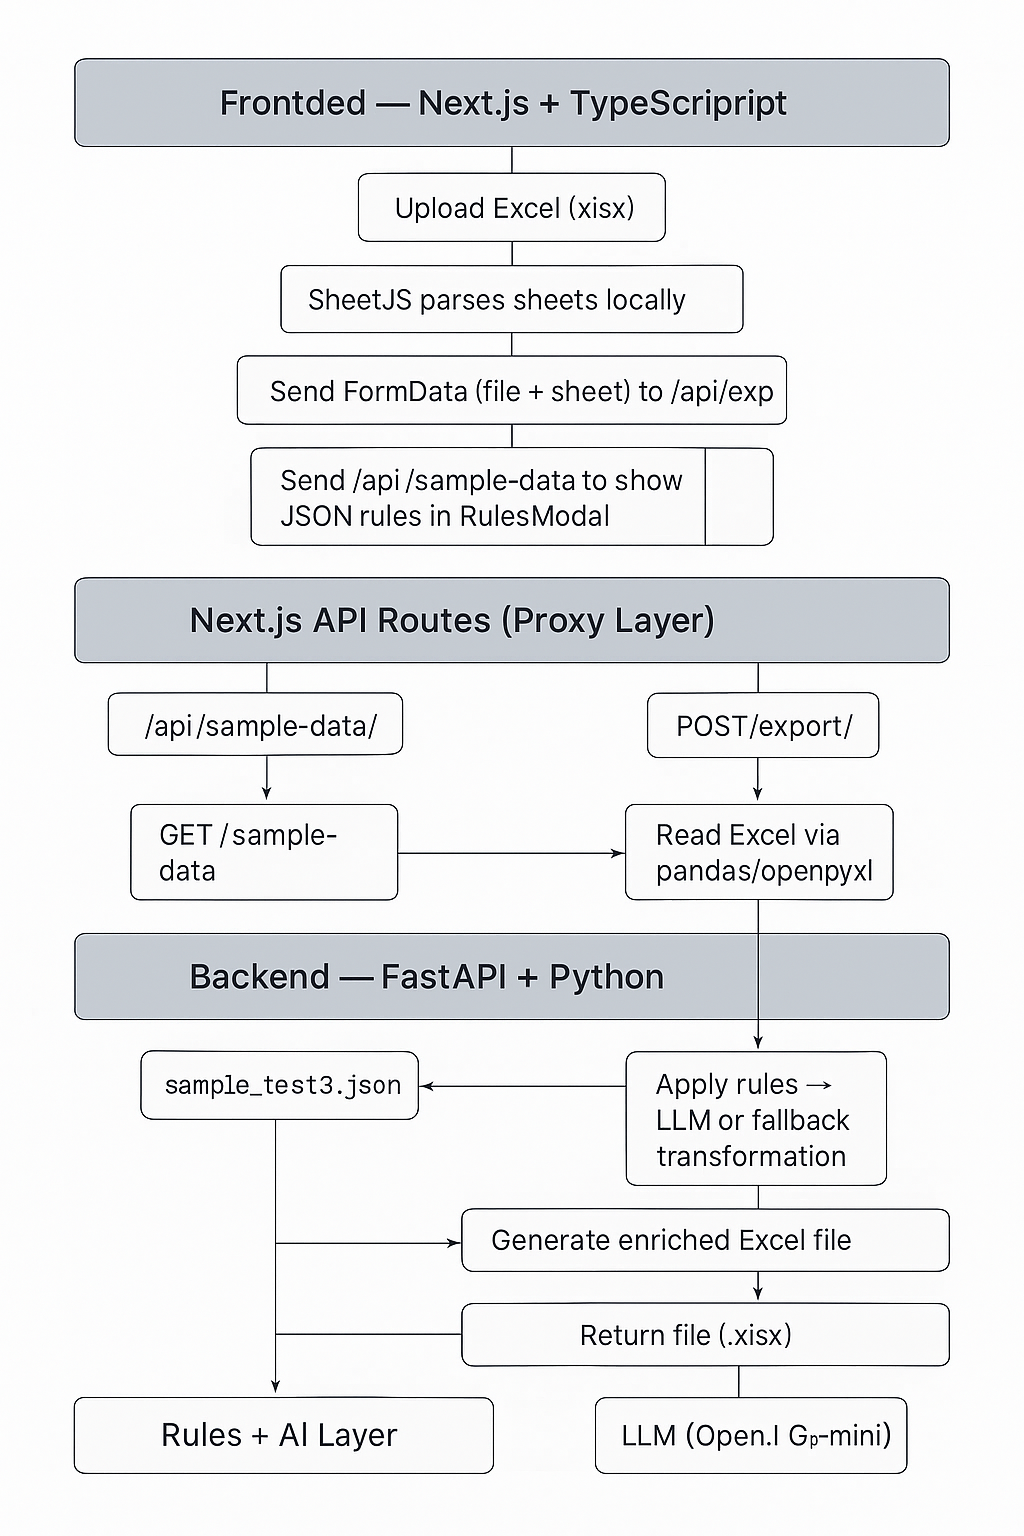 Frontded — Next.js + TypeScripript
Upload Excel (xisx)
SheetJS parses sheets locally
Send FormData (file + sheet) to /api/exp
Send /api/sample-data to show
JSON rules in RulesModal
Next.js API Routes (Proxy Layer)
/api/sample-data/
POST/export/
GET /sample-
data
Read Excel via
pandas/openpyxl
Backend — FastAPI + Python
sample_test3.json
Apply rules →
LLM or fallback
transformation
Generate enriched Excel file
Return file (.xisx)
Rules + AI Layer
LLM (Open.I Gp-mini)